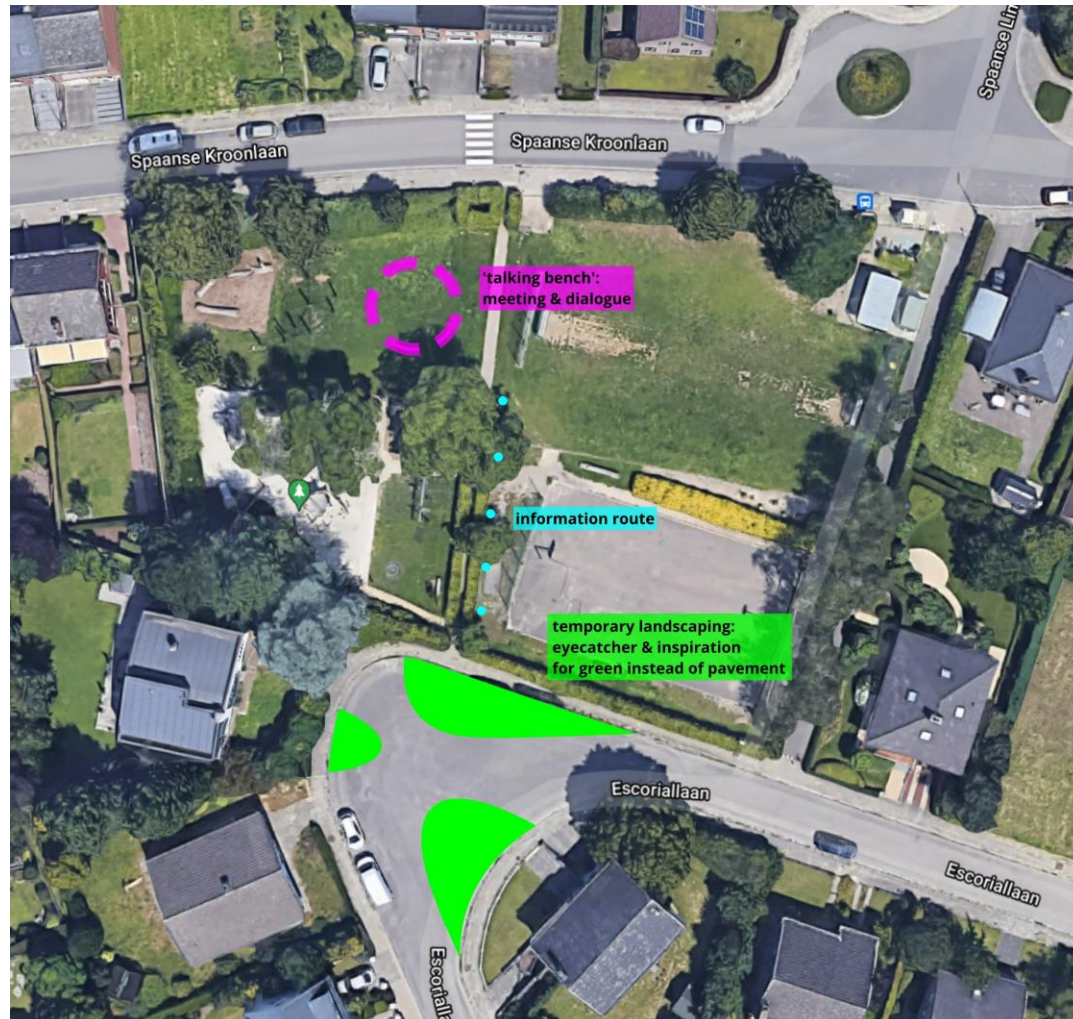 Spaanse Lin
Spaanse Kroonlaan
Spaanse Kroonlaan
'talking bench':
meeting & dialogue
information route
temporary landscaping:
eyecatcher & inspiration
for green instead of pavement
Escoriallaan
Escoriallaan
Escorialla